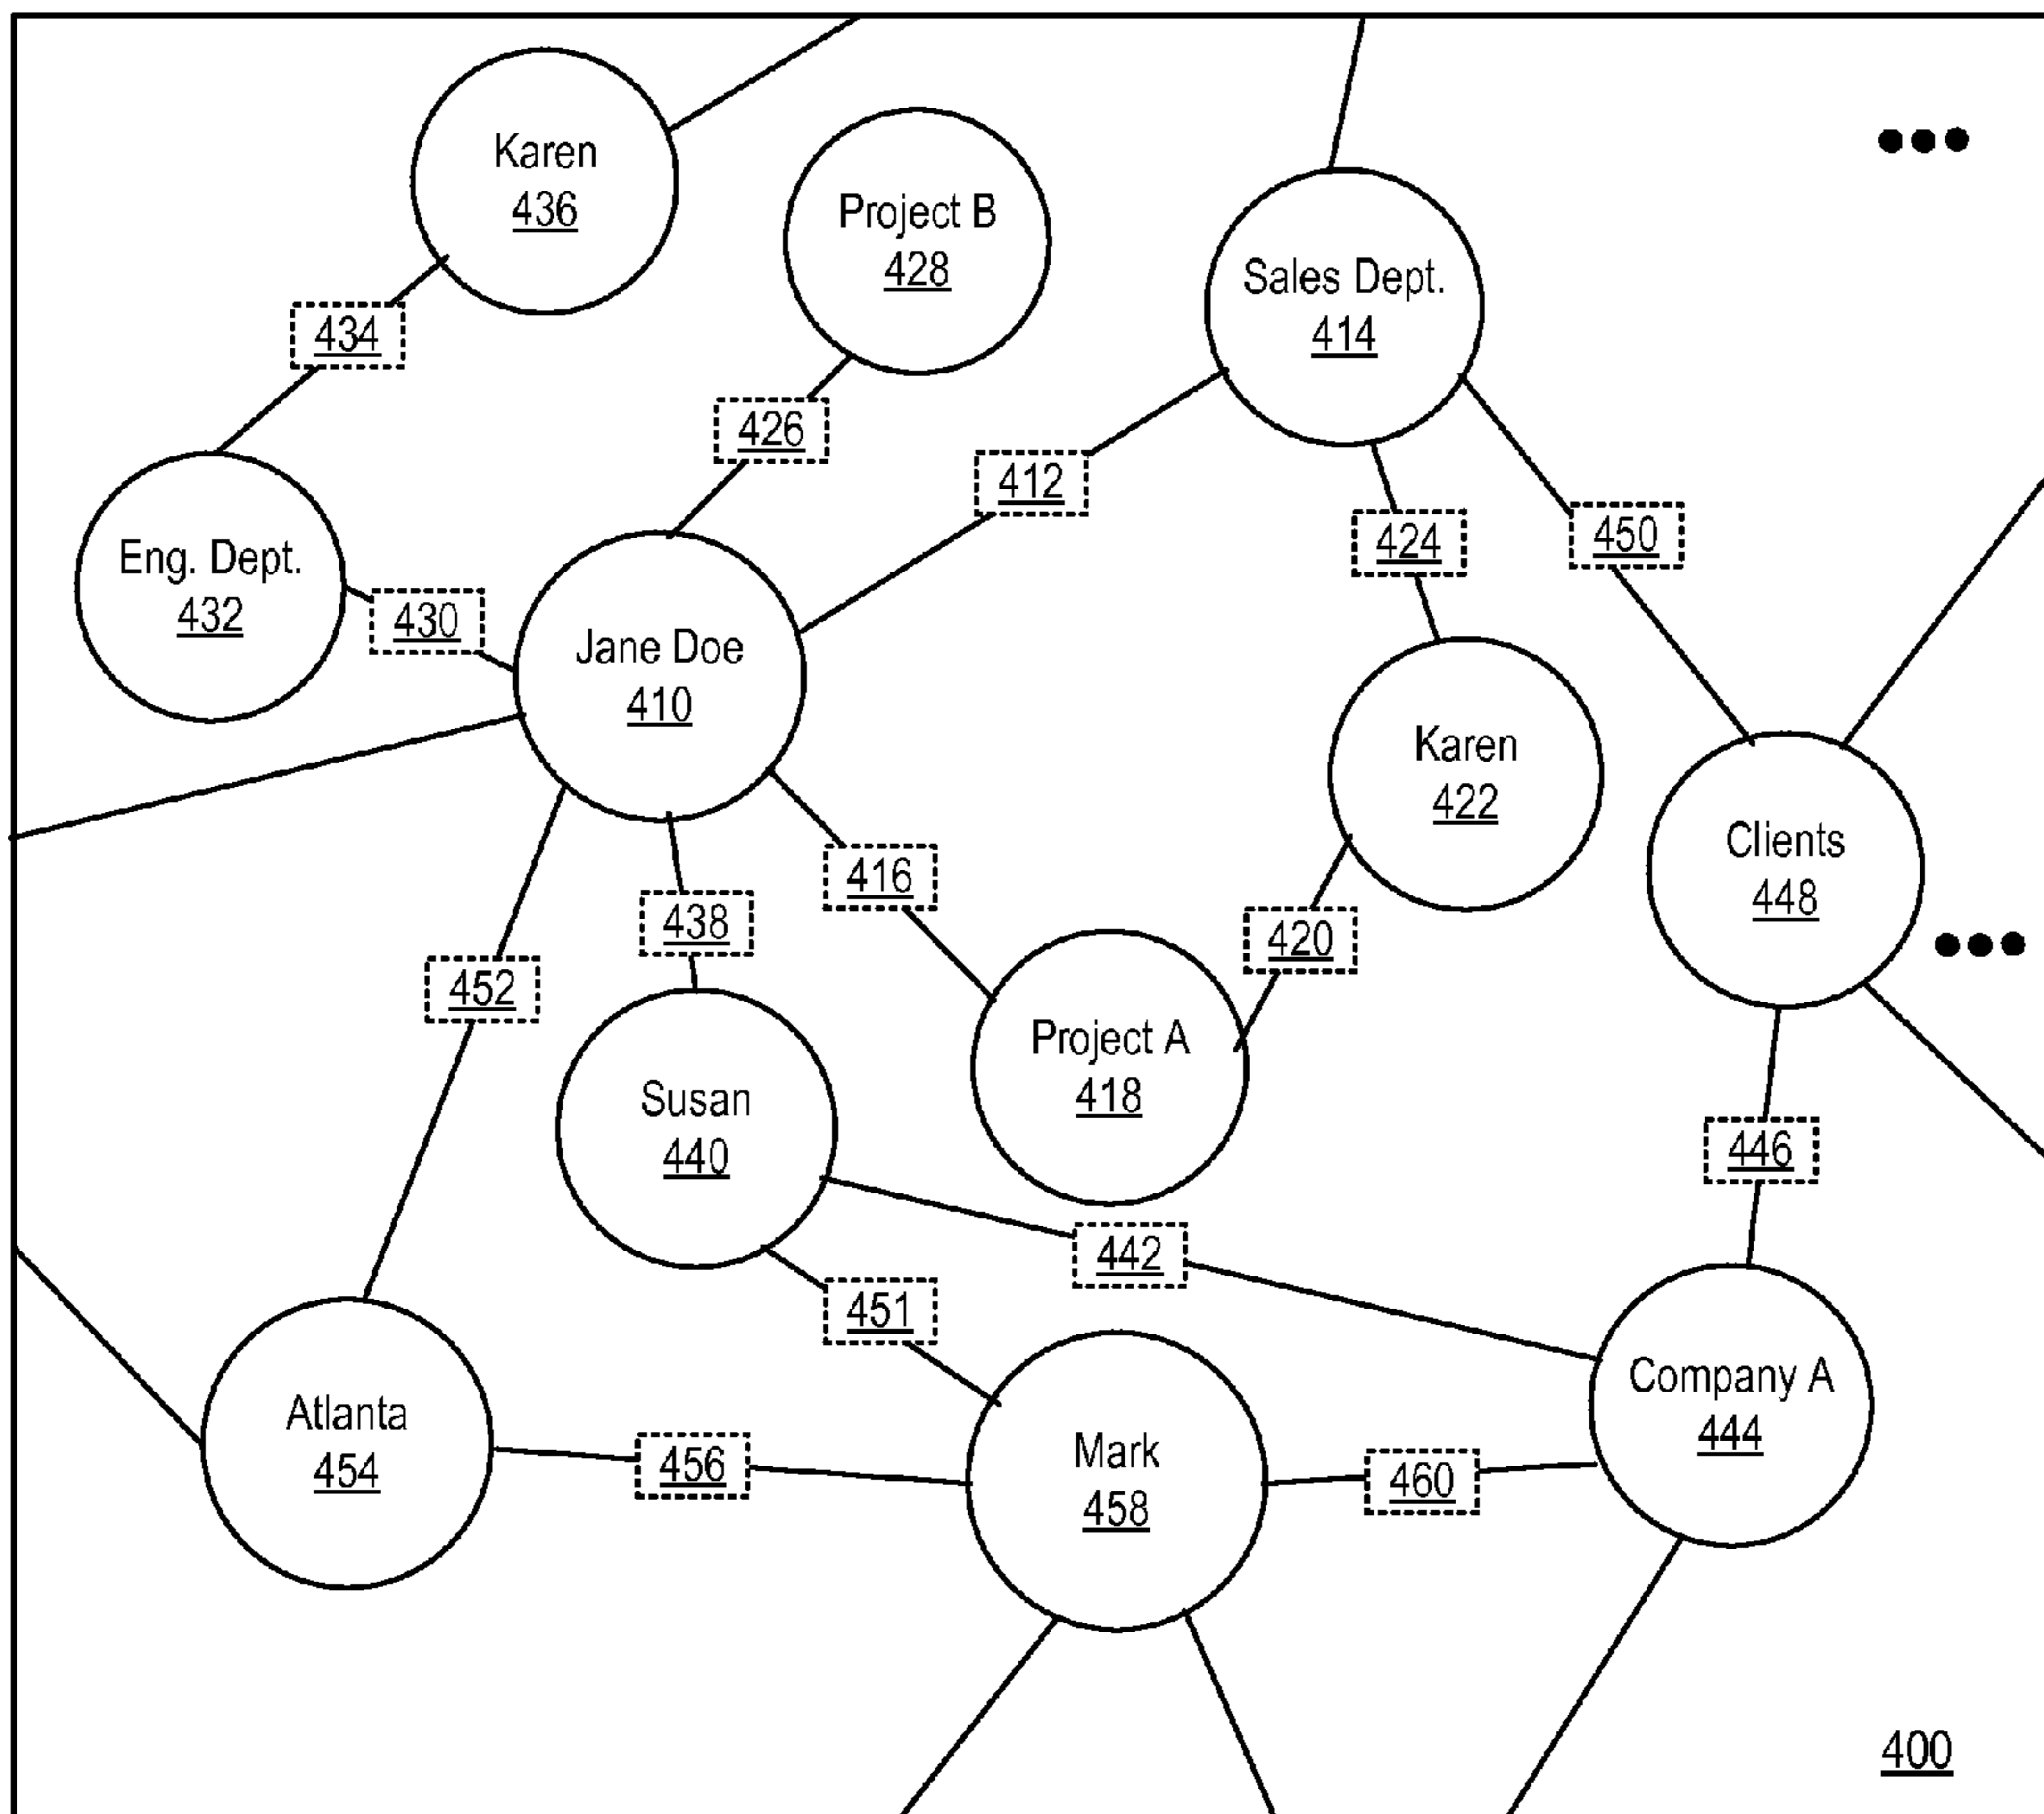 Karen
436
Project B
428
Sales Dept.
414
434
426
412
424
450
Eng. Dept.
432
430
Jane Doe
410
Karen
422
Clients
448
416
438
420
452
Project A
418
Susan
440
446
442
451
Company A
444
Atlanta
454
456
Mark
458
460
400